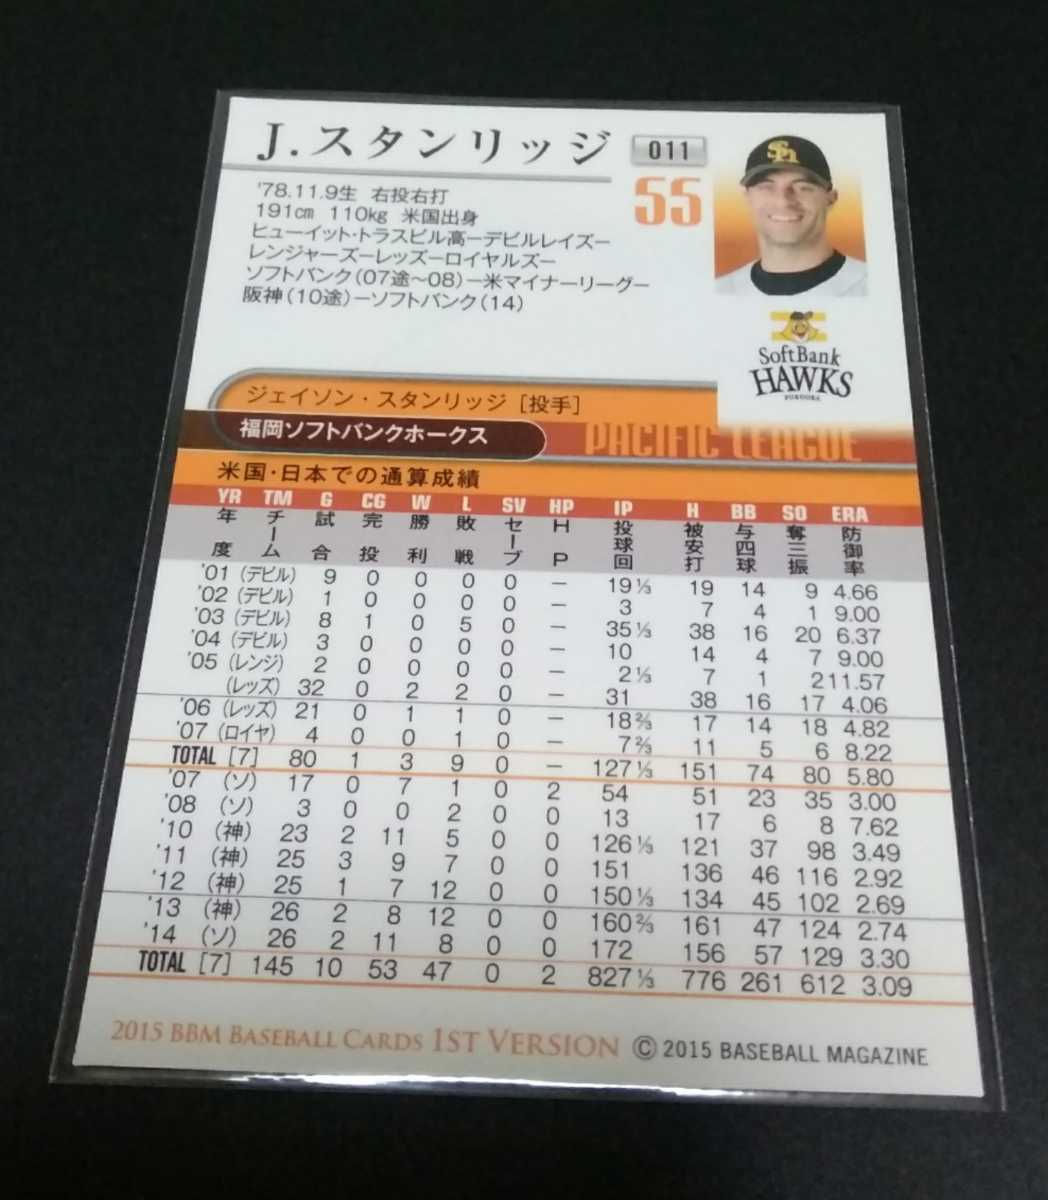 J.スタンリッジ 011
55
'78.11.9生 右投右打
191cm 110kg 米国出身
ヒューイット・トラスビル高ーデビルレイズー
レンジャーズーレッズーロイヤルズー
ソフトバンク(07途〜08)ー米マイナーリーグー
阪神(10途)ーソフトバンク(14)
SoftBank
HAWKS
FUKUOKA
ジェイソン・スタンリッジ [投手]
福岡ソフトバンクホークス
PACIFIC LEAGUE
米国・日本での通算成績
YR TM G CG W L SV HP IP H BB SO ERA
年度 チーム 試合 完投 勝利 敗戦 セーブ HP 投球回 被安打 与四球 奪三振 防御率
'01 (デビル) 9 0 0 0 0 − 19⅓ 19 14 9 4.66
'02 (デビル) 1 0 0 0 0 − 3 7 4 1 9.00
'03 (デビル) 8 1 0 5 0 − 35⅓ 38 16 20 6.37
'04 (デビル) 3 0 0 0 0 − 10 14 4 7 9.00
'05 (レンジ) 2 0 0 0 0 − 2⅓ 7 1 2 11.57
(レッズ) 32 0 2 2 0 − 31 38 16 17 4.06
'06 (レッズ) 21 0 1 1 0 − 18⅔ 17 14 18 4.82
'07 (ロイヤ) 4 0 0 1 0 − 7⅔ 11 5 6 8.22
TOTAL [7] 80 1 3 9 0 − 127⅓ 151 74 80 5.80
'07 (ソ) 17 0 7 1 0 2 54 51 23 35 3.00
'08 (ソ) 3 0 0 2 0 0 13 17 6 8 7.62
'10 (神) 23 2 11 5 0 0 126⅓ 121 37 98 3.49
'11 (神) 25 3 9 7 0 0 151 136 46 116 2.92
'12 (神) 25 1 7 12 0 0 150⅓ 134 45 102 2.69
'13 (神) 26 2 8 12 0 0 160⅔ 161 47 124 2.74
'14 (ソ) 26 2 11 8 0 0 172 156 57 129 3.30
TOTAL [7] 145 10 53 47 0 2 827⅓ 776 261 612 3.09
2015 BBM BASEBALL CARDS 1ST VERSION © 2015 BASEBALL MAGAZINE